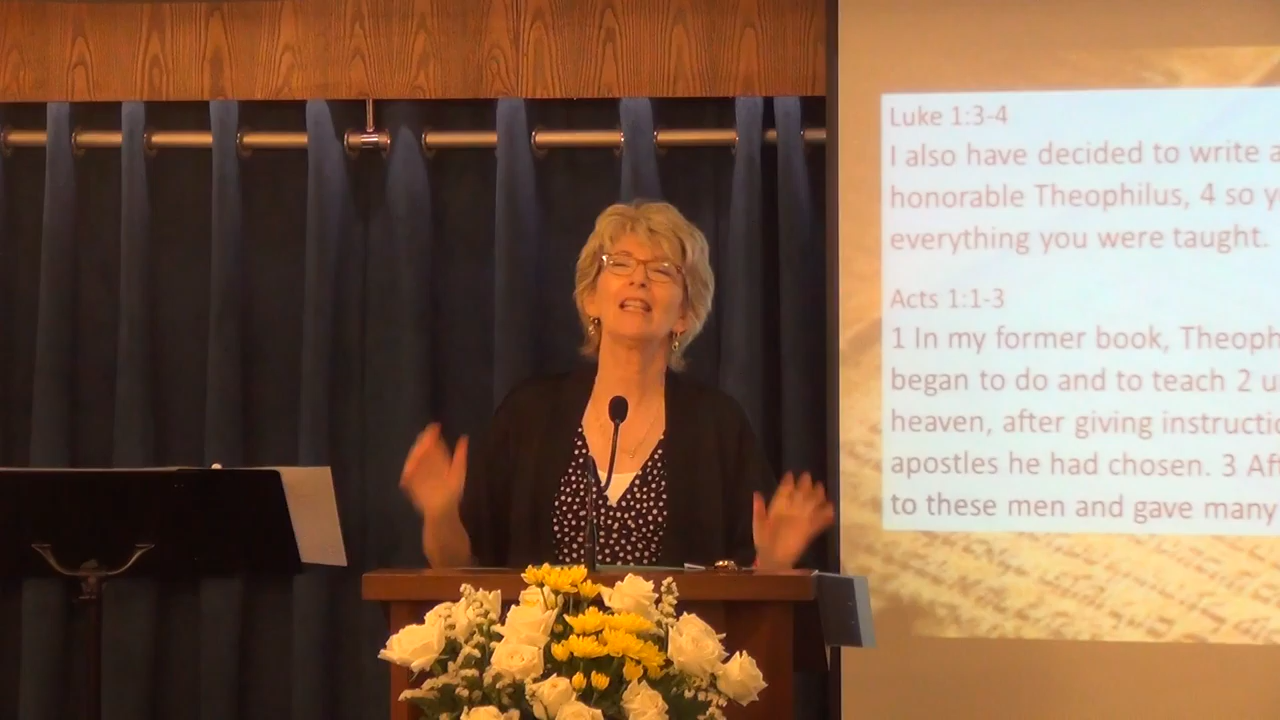 Luke 1:3-4
I also have decided to write a
honorable Theophilus, 4 so y
everything you were taught.
Acts 1:1-3
1 In my former book, Theoph
began to do and to teach 2 u
heaven, after giving instructi
apostles he had chosen. 3 Af
to these men and gave many